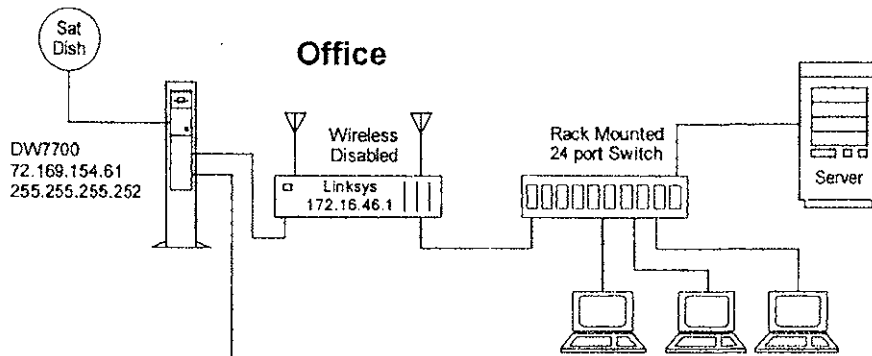 Sat
Dish
Office
DW7700
72.169.154.61
255.255.255.252
Wireless
Disabled
Linksys
172.16.46.1
Rack Mounted
24 port Switch
Server